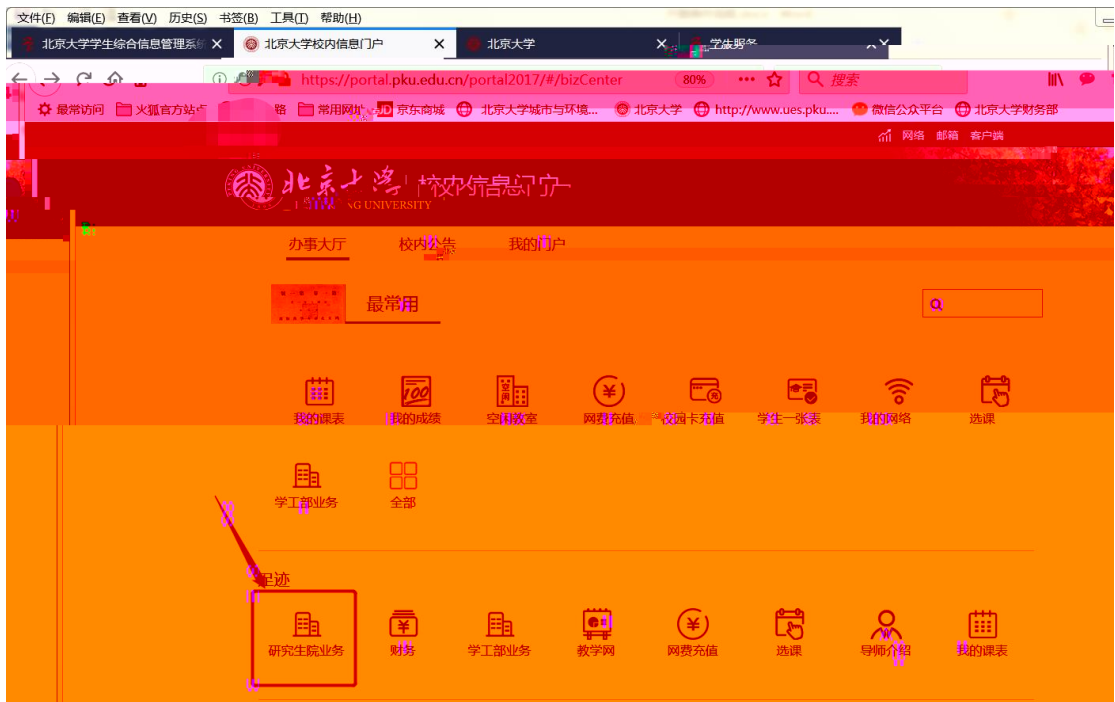 文件(F) 编辑(E) 查看(V) 历史(S) 书签(B) 工具(T) 帮助(H)
北京大学学生综合信息管理系统 北京大学校内信息门户 北京大学 学生服务
https://portal.pku.edu.cn/portal2017/#/bizCenter 80% 搜索
最常访问 火狐官方站点 常用网址 JD 京东商城 北京大学城市与环境... 北京大学 http://www.ues.pku.... 微信公众平台 北京大学财务部
网络 邮箱 客户端
北京大学 校内信息门户
办事大厅 校内公告 我的门户
最常用
我的课表 我的成绩 空闲教室 网费充值 校园卡充值 学生一张表 我的网络 选课
学工部业务 全部
足迹
研究生院业务 财务 学工部业务 教学网 网费充值 选课 导师介绍 我的课表